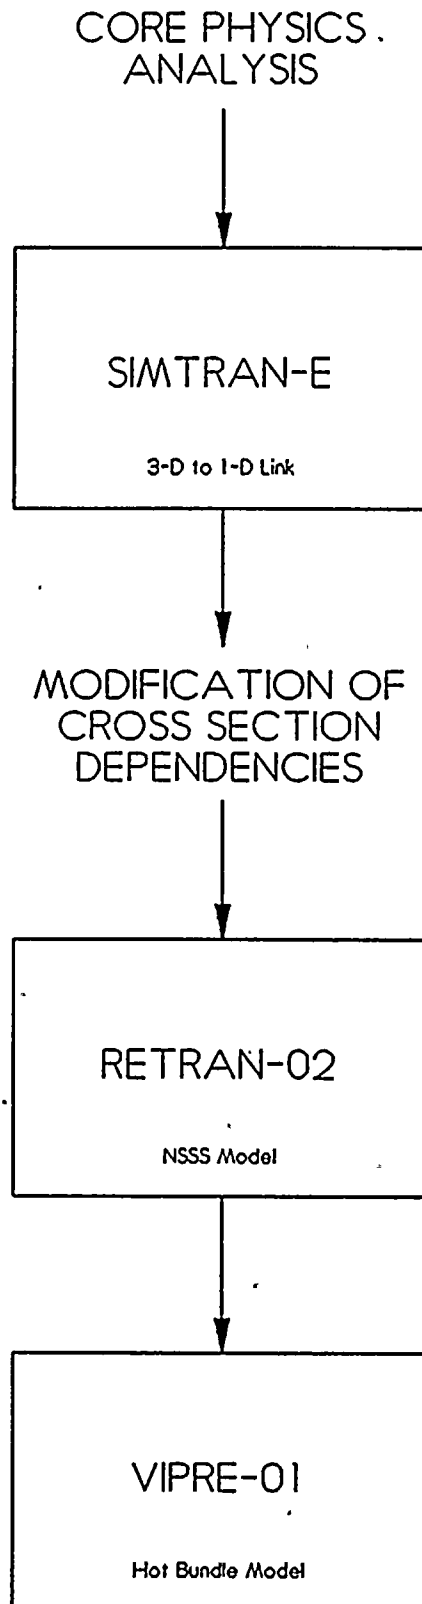 CORE PHYSICS.
ANALYSIS
SIMTRAN-E
3-D to 1-D Link
MODIFICATION OF
CROSS SECTION
DEPENDENCIES
RETRAN-02
NSSS Model
VIPRE-01
Hot Bundle Model